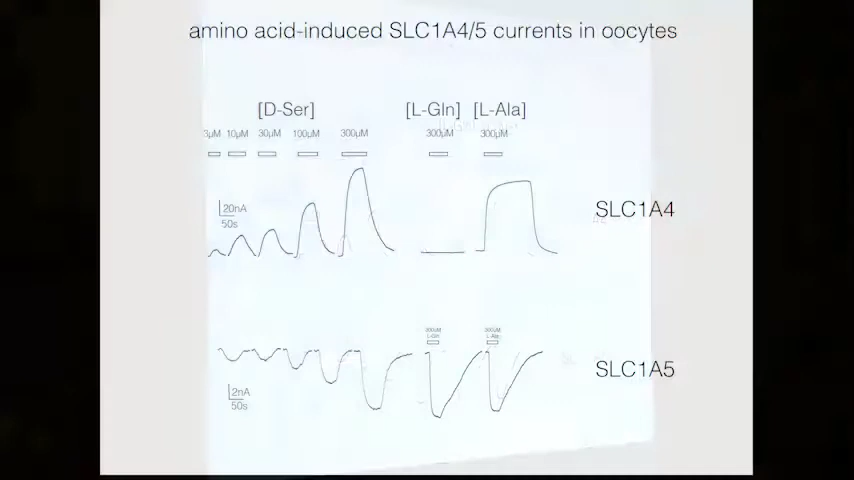 amino acid-induced SLC1A4/5 currents in oocytes
[D-Ser] [L-Gln] [L-Ala]
3µM 10µM 30µM 100µM 300µM 300µM 300µM
20nA
50s
SLC1A4
300µM 300µM
L-Gln L-Ala
SLC1A5
2nA
50s